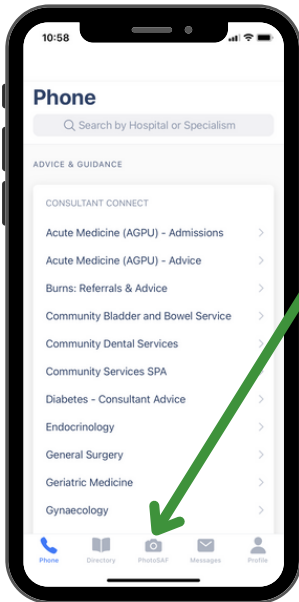 10:58
Phone
Search by Hospital or Specialism
ADVICE & GUIDANCE
CONSULTANT CONNECT
Acute Medicine (AGPU) - Admissions
Acute Medicine (AGPU) - Advice
Burns: Referrals & Advice
Community Bladder and Bowel Service
Community Dental Services
Community Services SPA
Diabetes - Consultant Advice
Endocrinology
General Surgery
Geriatric Medicine
Gynaecology
Phone Directory PhotoSAF Messages Profile